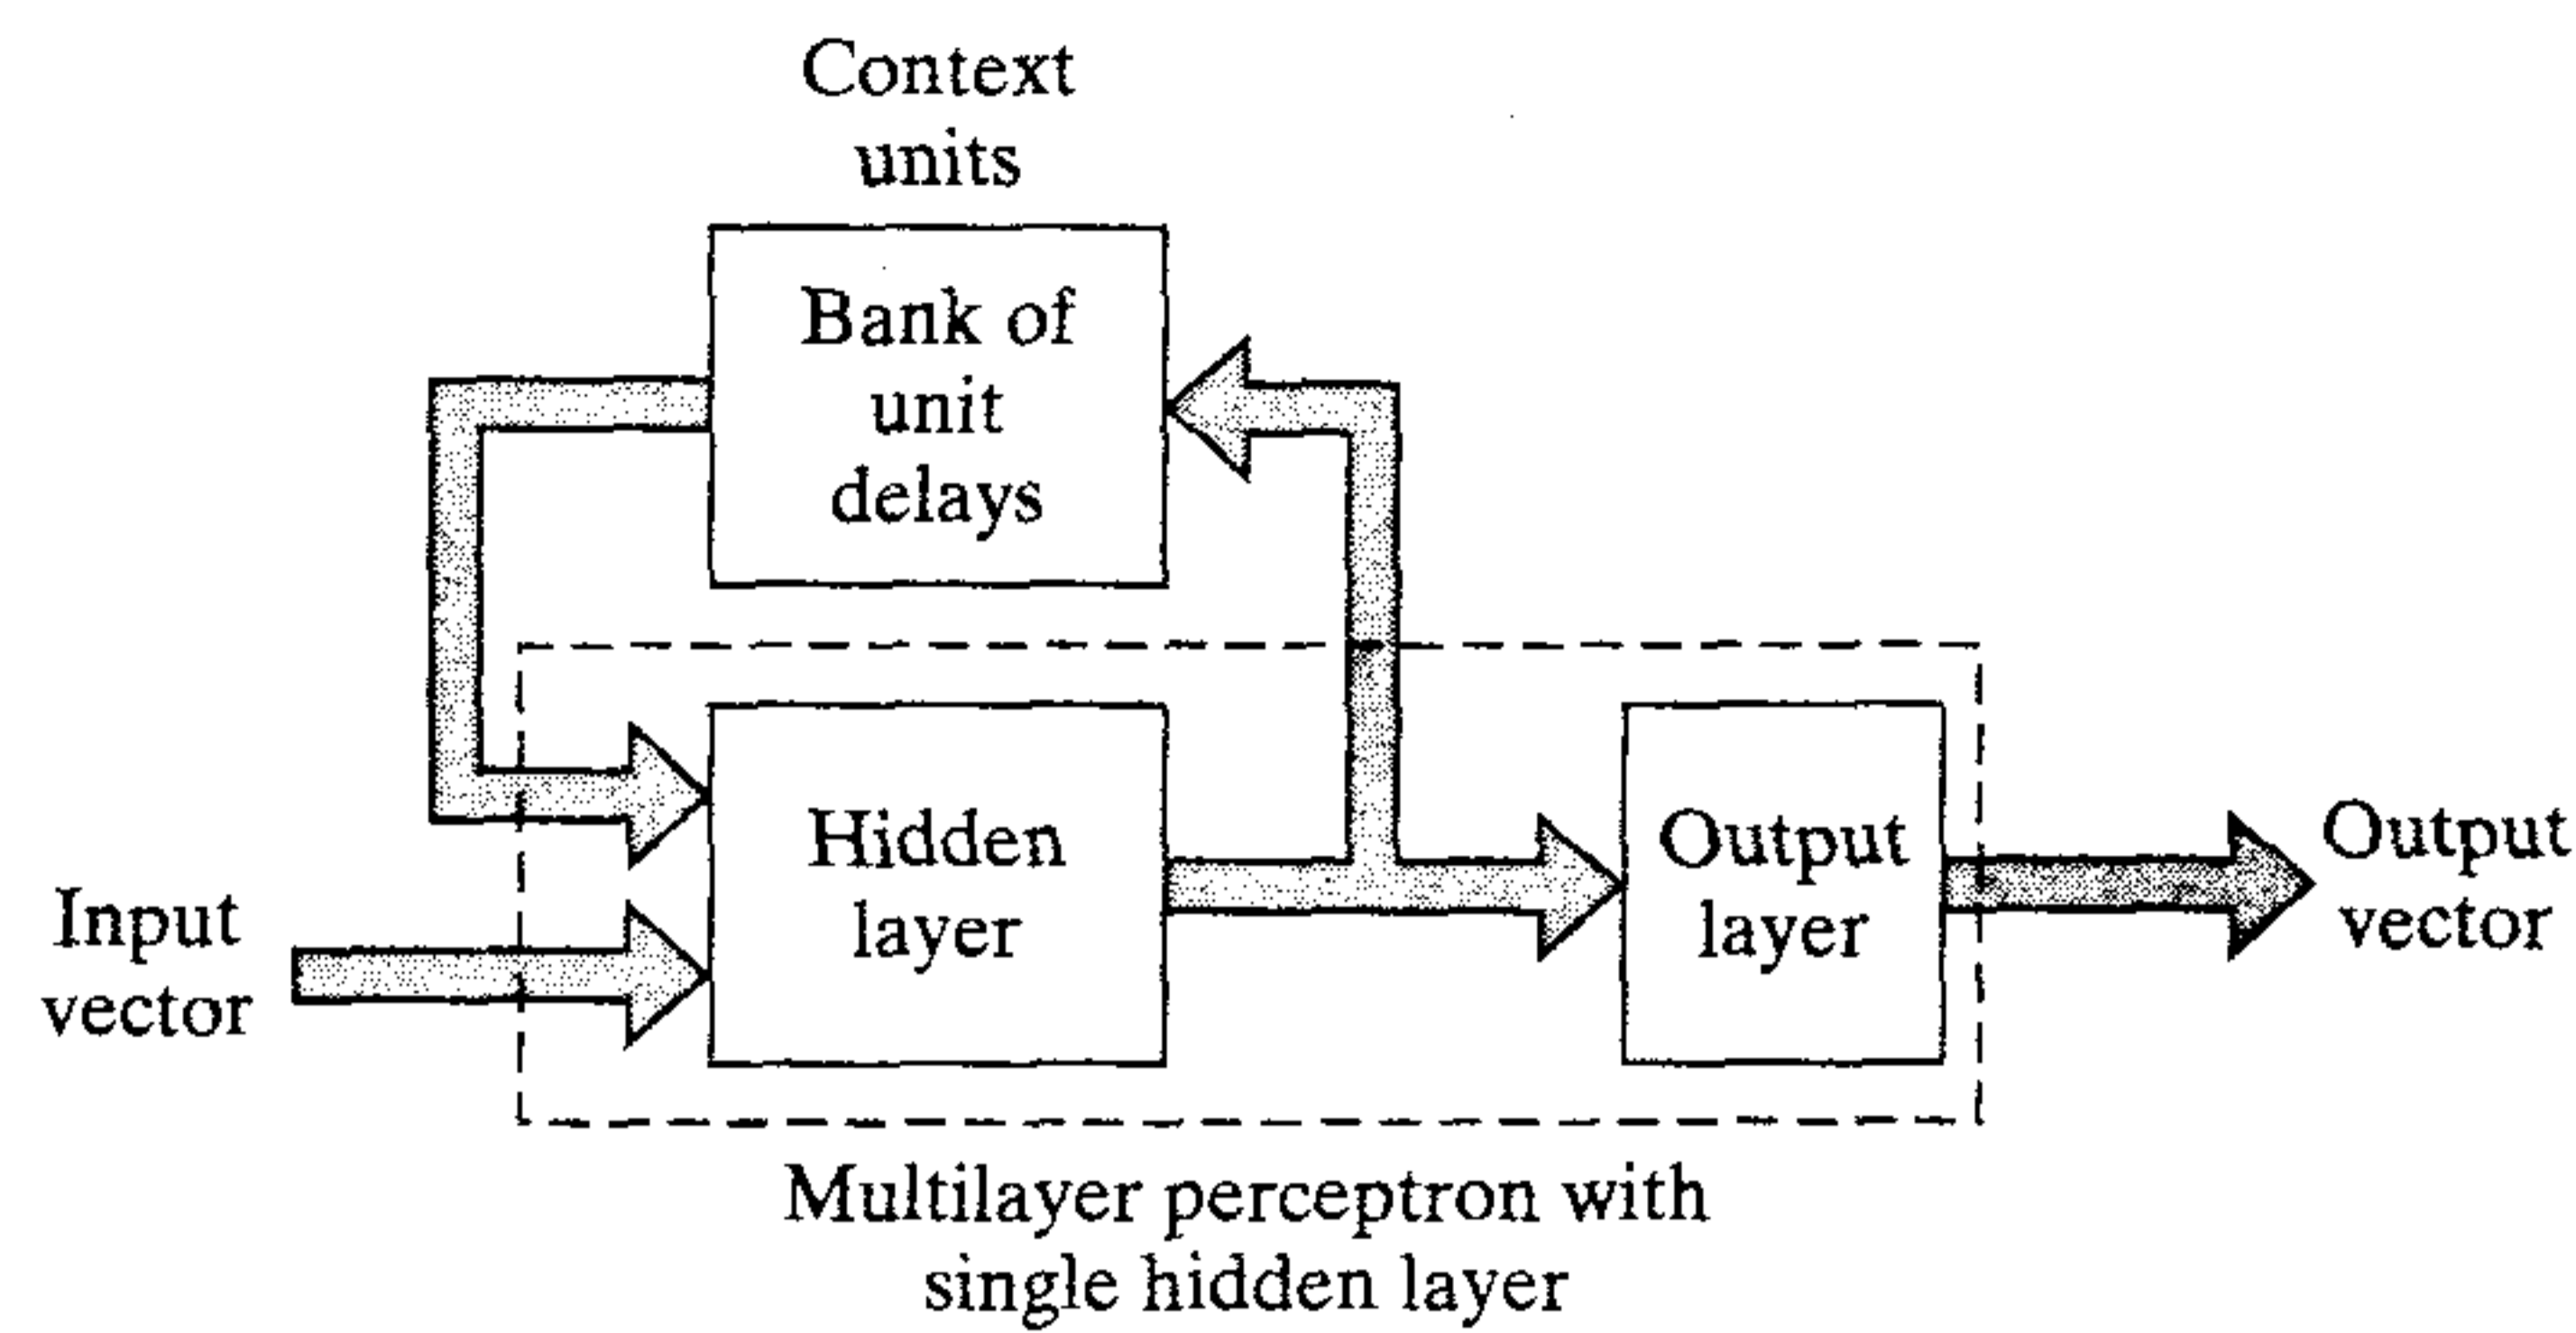 Context
units
Bank of
unit
delays
Hidden
layer
Output
layer
Input
vector
Output
vector
Multilayer perceptron with
single hidden layer